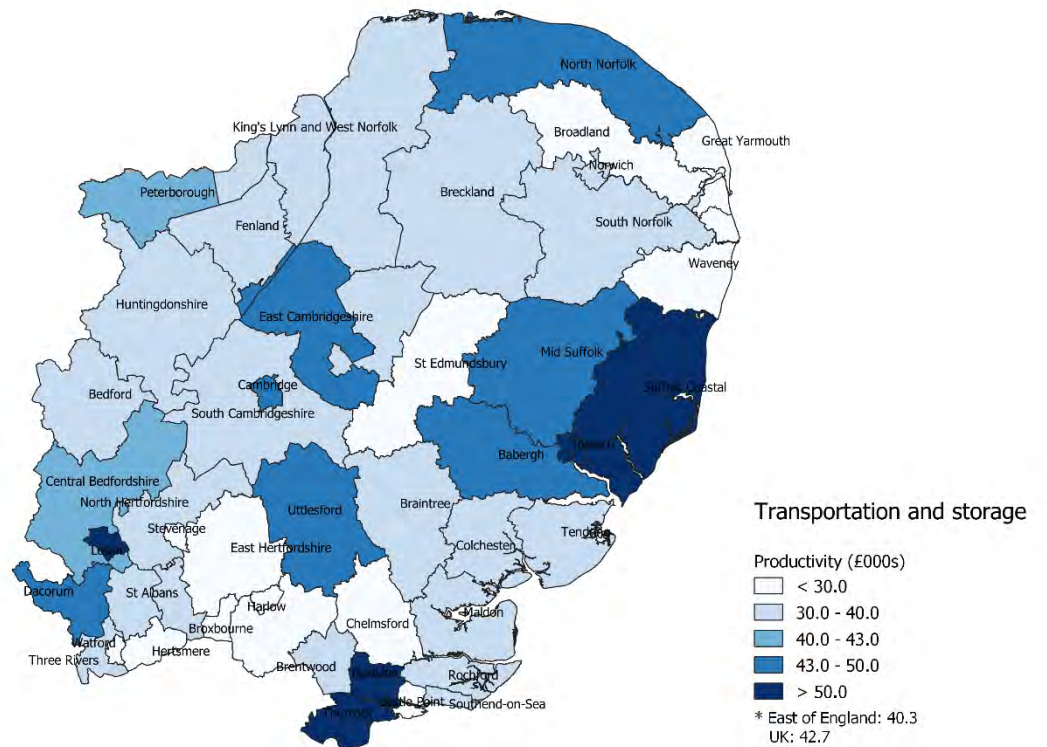 North Norfolk
King's Lynn and West Norfolk
Broadland
Great Yarmouth
Norwich
Peterborough
Breckland
South Norfolk
Fenland
Waveney
Huntingdonshire
East Cambridgeshire
Mid Suffolk
St Edmundsbury
Suffolk Coastal
Cambridge
Bedford
South Cambridgeshire
Ipswich
Babergh
Central Bedfordshire
North Hertfordshire
Braintree
Uttlesford
Stevenage
Tendring
East Hertfordshire
Colchester
Luton
Dacorum
St Albans
Harlow
Maldon
Broxbourne
Chelmsford
Watford
Hertsmere
Three Rivers
Brentwood
Basildon
Rochford
Castle Point
Southend-on-Sea
Thurrock
Transportation and storage
Productivity (£000s)
< 30.0
30.0 - 40.0
40.0 - 43.0
43.0 - 50.0
> 50.0
* East of England: 40.3
UK: 42.7